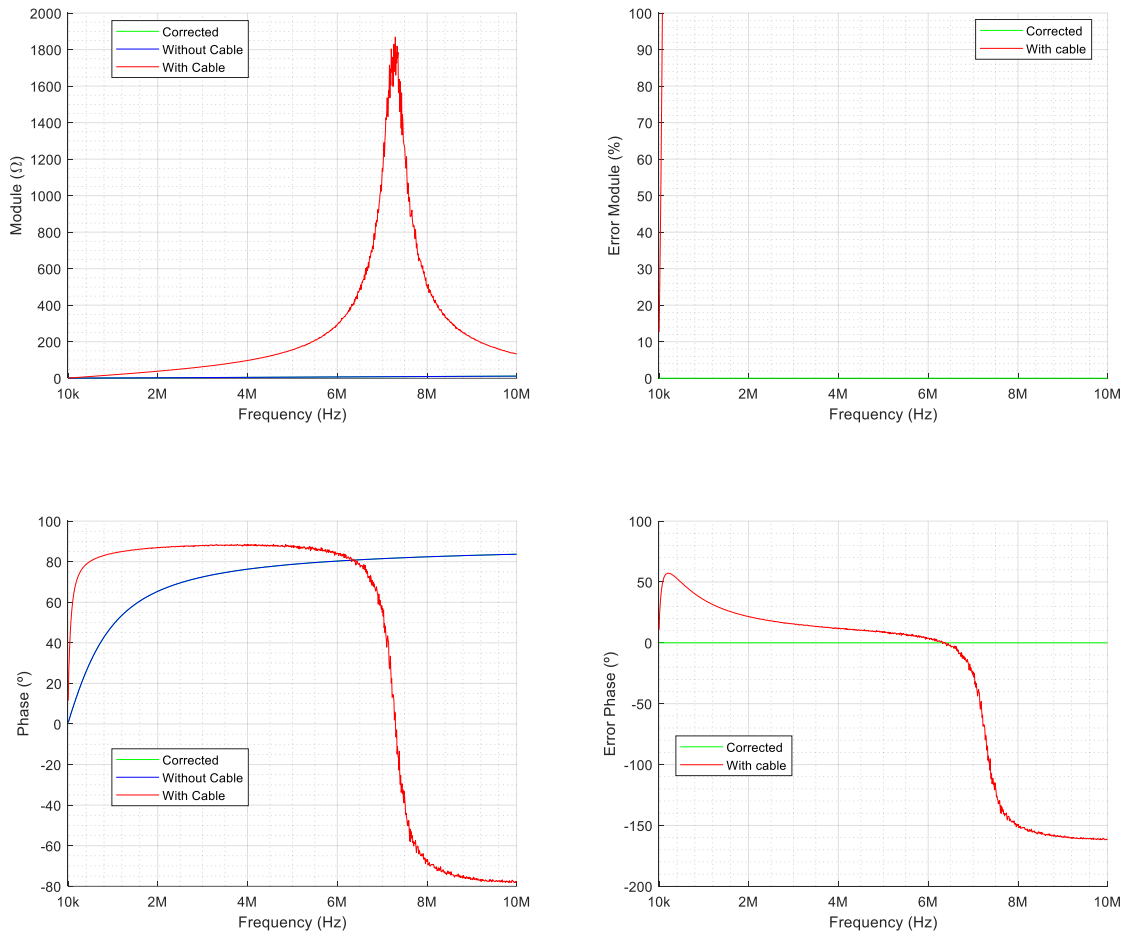 2000
1800
1600
1400
1200
1000
800
600
400
200
0
Module (Ω)
Corrected
Without Cable
With Cable
10k 2M 4M 6M 8M 10M
Frequency (Hz)
100
90
80
70
60
50
40
30
20
10
0
Error Module (%)
Corrected
With cable
10k 2M 4M 6M 8M 10M
Frequency (Hz)
100
80
60
40
20
0
-20
-40
-60
-80
Phase (º)
Corrected
Without Cable
With Cable
10k 2M 4M 6M 8M 10M
Frequency (Hz)
100
50
0
-50
-100
-150
-200
Error Phase (º)
Corrected
With cable
10k 2M 4M 6M 8M 10M
Frequency (Hz)